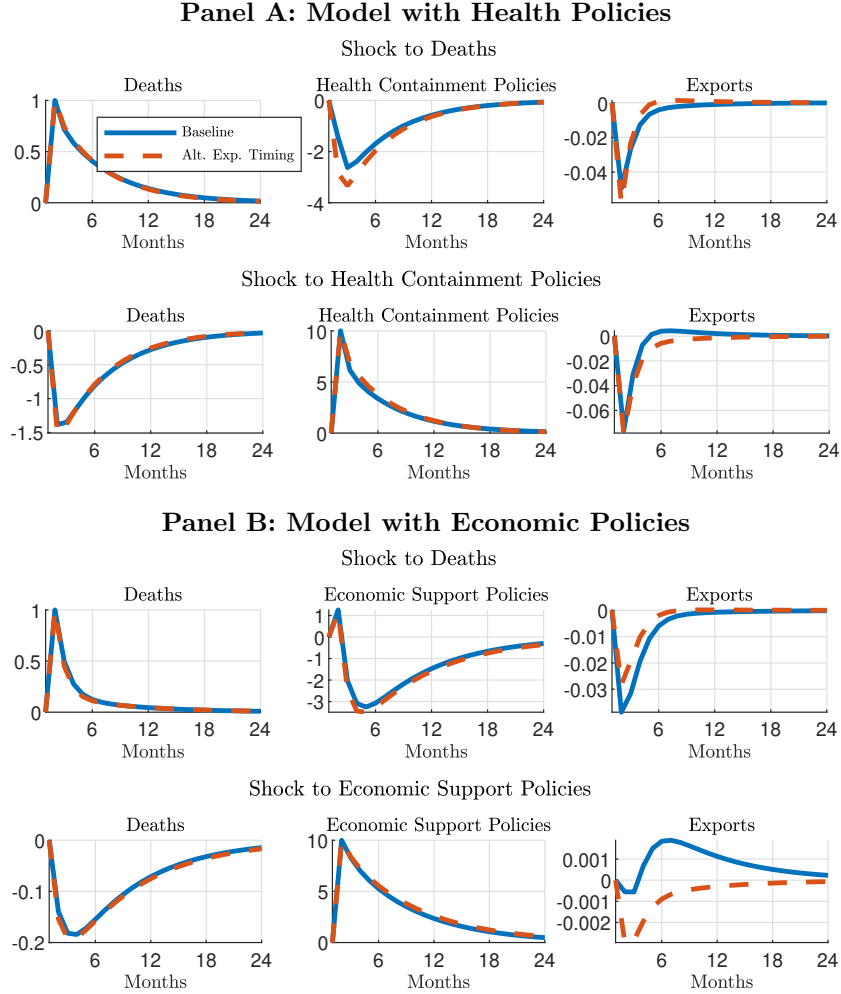 Panel A: Model with Health Policies
Shock to Deaths
Deaths
Health Containment Policies
Exports
1
0.5
0
Baseline
Alt. Exp. Timing
0
-2
-4
0
-0.02
-0.04
6 12 18 24
6 12 18 24
6 12 18 24
Months
Months
Months
Shock to Health Containment Policies
Deaths
Health Containment Policies
Exports
0
-0.5
-1
-1.5
10
5
0
0
-0.02
-0.04
-0.06
6 12 18 24
6 12 18 24
6 12 18 24
Months
Months
Months
Panel B: Model with Economic Policies
Shock to Deaths
Deaths
Economic Support Policies
Exports
1
0.5
0
1
0
-1
-2
-3
0
-0.01
-0.02
-0.03
6 12 18 24
6 12 18 24
6 12 18 24
Months
Months
Months
Shock to Economic Support Policies
Deaths
Economic Support Policies
Exports
0
-0.1
-0.2
10
5
0
0.001
0
-0.001
-0.002
6 12 18 24
6 12 18 24
6 12 18 24
Months
Months
Months